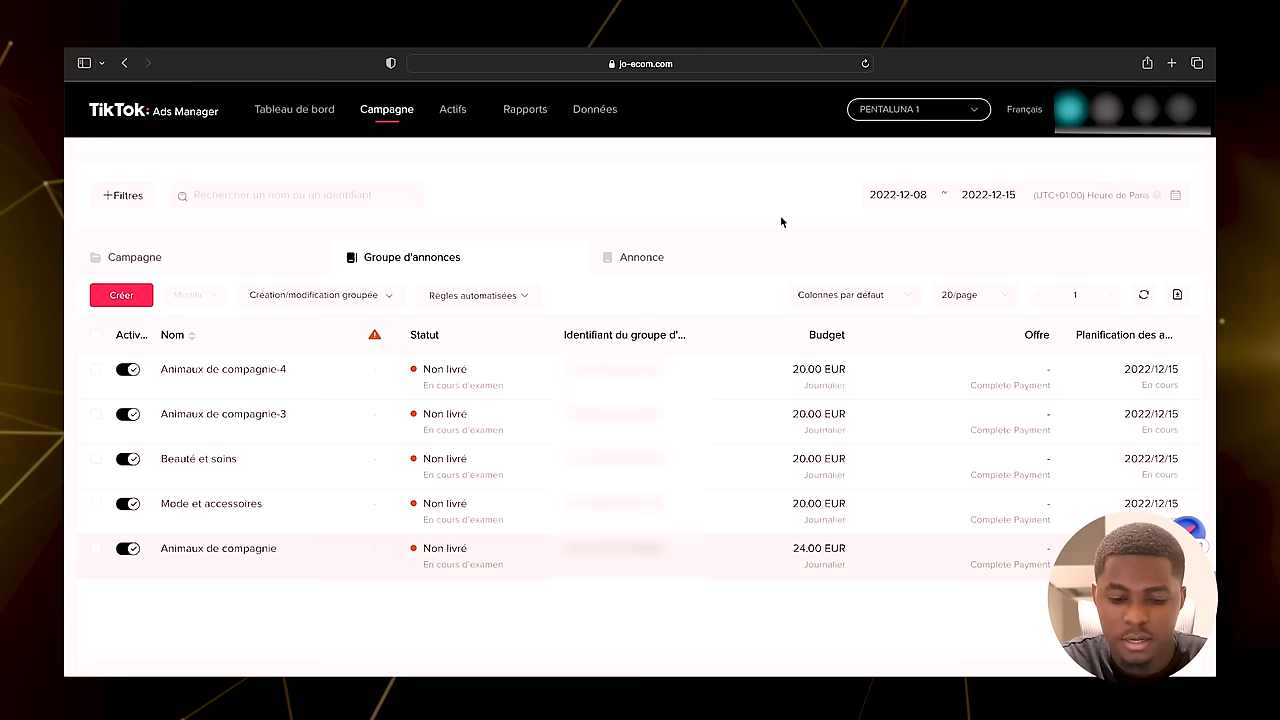 jo-ecom.com
TikTok: Ads Manager Tableau de bord Campagne Actifs Rapports Données PENTALUNA 1 Français
+Filtres Rechercher un nom ou un identifiant 2022-12-08 ~ 2022-12-15 (UTC+01:00) Heure de Paris
Campagne Groupe d'annonces Annonce
Créer Modifie Création/modification groupée Règles automatisées Colonnes par défaut 20/page 1
Activ... Nom Statut Identifiant du groupe d'... Budget Offre Planification des a...
Animaux de compagnie-4 - Non livré 20.00 EUR - 2022/12/15
En cours d'examen Journalier Complete Payment En cours
Animaux de compagnie-3 - Non livré 20.00 EUR - 2022/12/15
En cours d'examen Journalier Complete Payment En cours
Beauté et soins - Non livré 20.00 EUR - 2022/12/15
En cours d'examen Journalier Complete Payment En cours
Mode et accessoires - Non livré 20.00 EUR - 2022/12/15
En cours d'examen Journalier Complete Payment
Animaux de compagnie - Non livré 24.00 EUR -
En cours d'examen Journalier Complete Payment